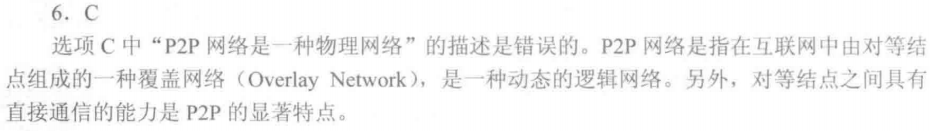 6. C
选项 C 中“P2P 网络是一种物理网络”的描述是错误的。P2P 网络是指在互联网中由对等结
点组成的一种覆盖网络（Overlay Network），是一种动态的逻辑网络。另外，对等结点之间具有
直接通信的能力是 P2P 的显著特点。